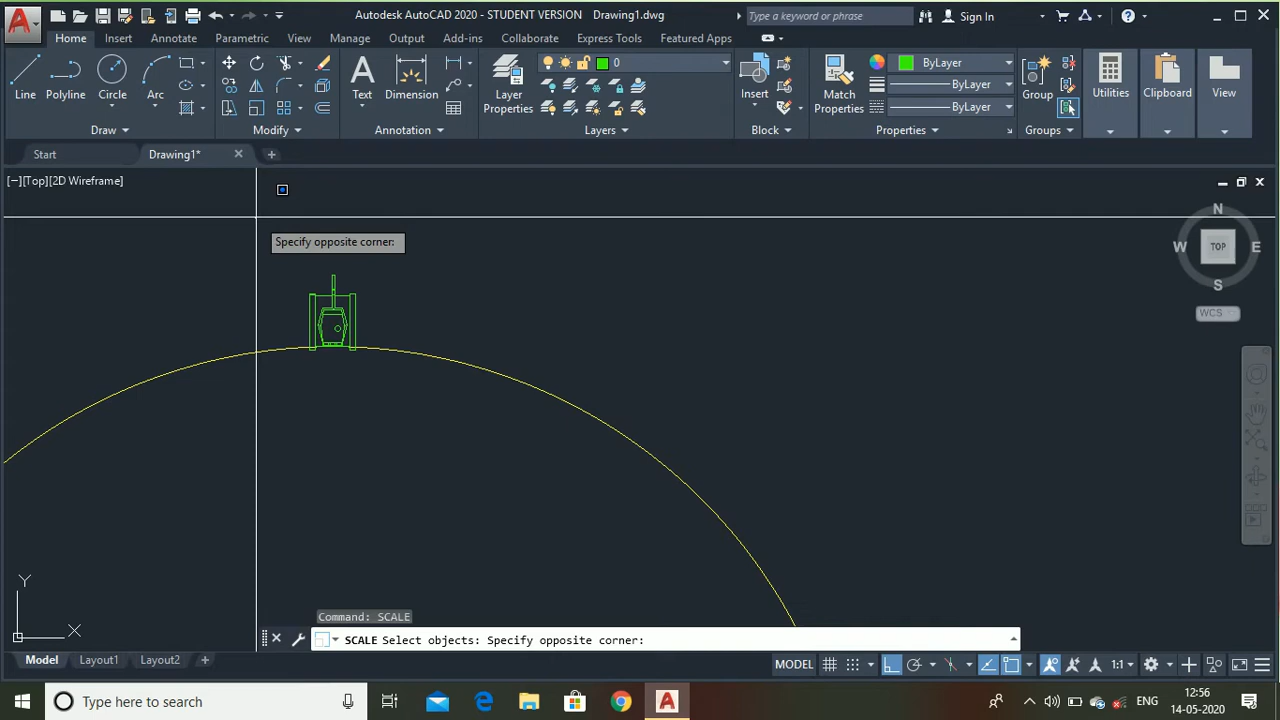 Autodesk AutoCAD 2020 - STUDENT VERSION Drawing1.dwg
Type a keyword or phrase
Sign In
Home Insert Annotate Parametric View Manage Output Add-ins Collaborate Express Tools Featured Apps
0
ByLayer
ByLayer
ByLayer
Line Polyline Circle Arc
Text Dimension
Layer Properties
Insert
Match Properties
Group
Utilities
Clipboard
View
Draw Modify Annotation Layers Block Properties Groups
Start Drawing1*
[−][Top][2D Wireframe]
N
W TOP E
S
WCS
Specify opposite corner:
Y
X
Command: SCALE
SCALE Select objects: Specify opposite corner:
Model Layout1 Layout2 +
MODEL 1:1
Type here to search
A
ENG
12:56
14-05-2020